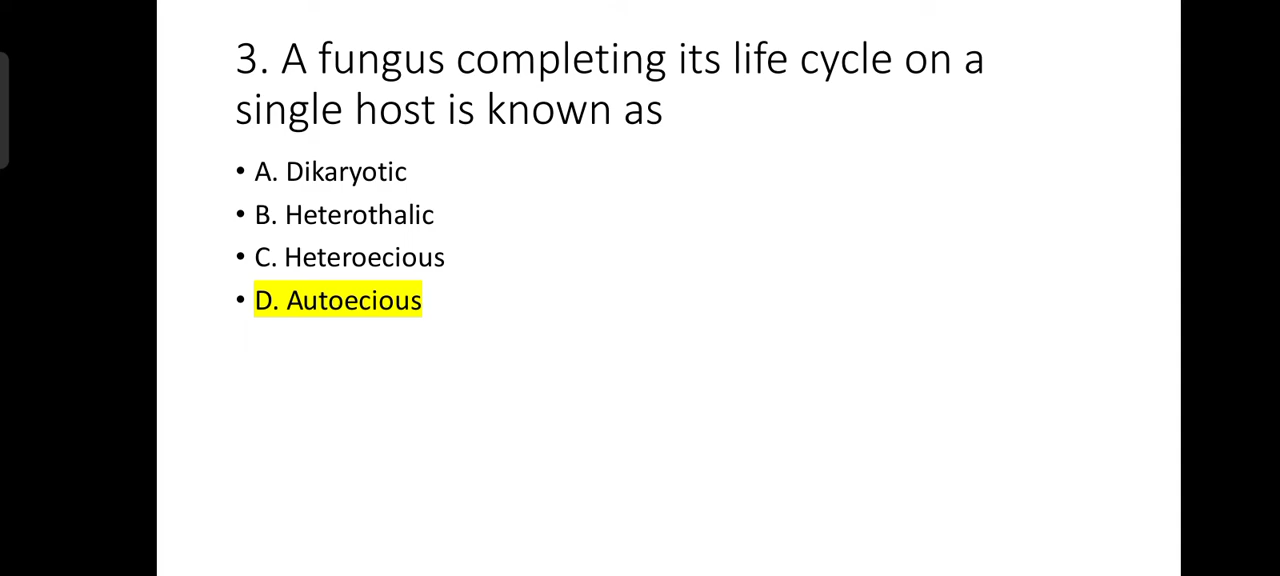 3. A fungus completing its life cycle on a
single host is known as
• A. Dikaryotic
• B. Heterothalic
• C. Heteroecious
• D. Autoecious